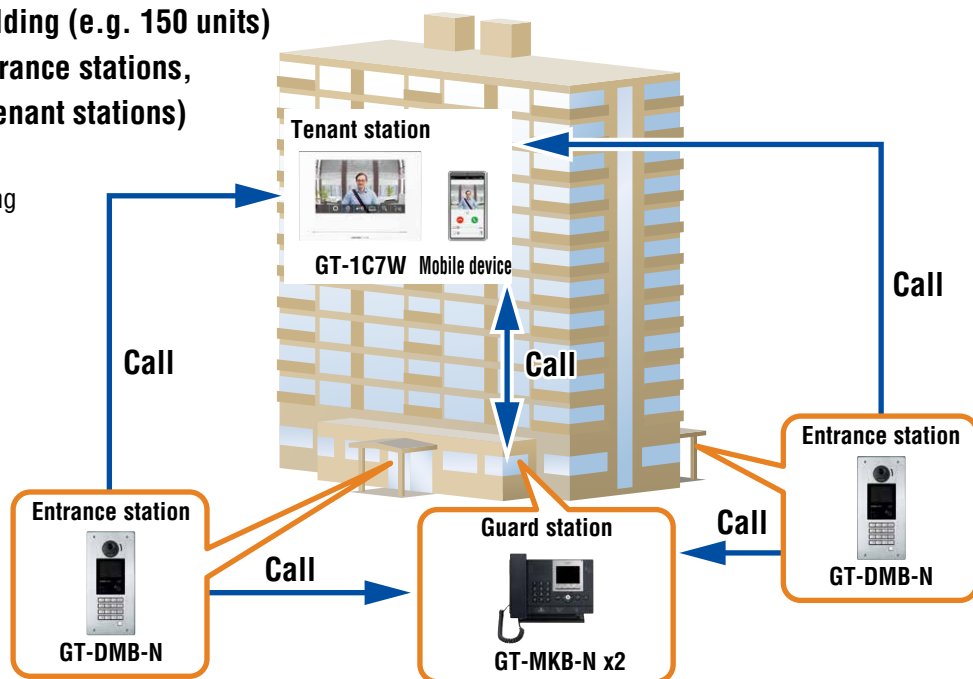 lding (e.g. 150 units)
rance stations,
enant stations)
ng
Tenant station
GT-1C7W Mobile device
Call
Call
Call
Entrance station
GT-DMB-N
Call
Guard station
GT-MKB-N x2
Call
Entrance station
GT-DMB-N